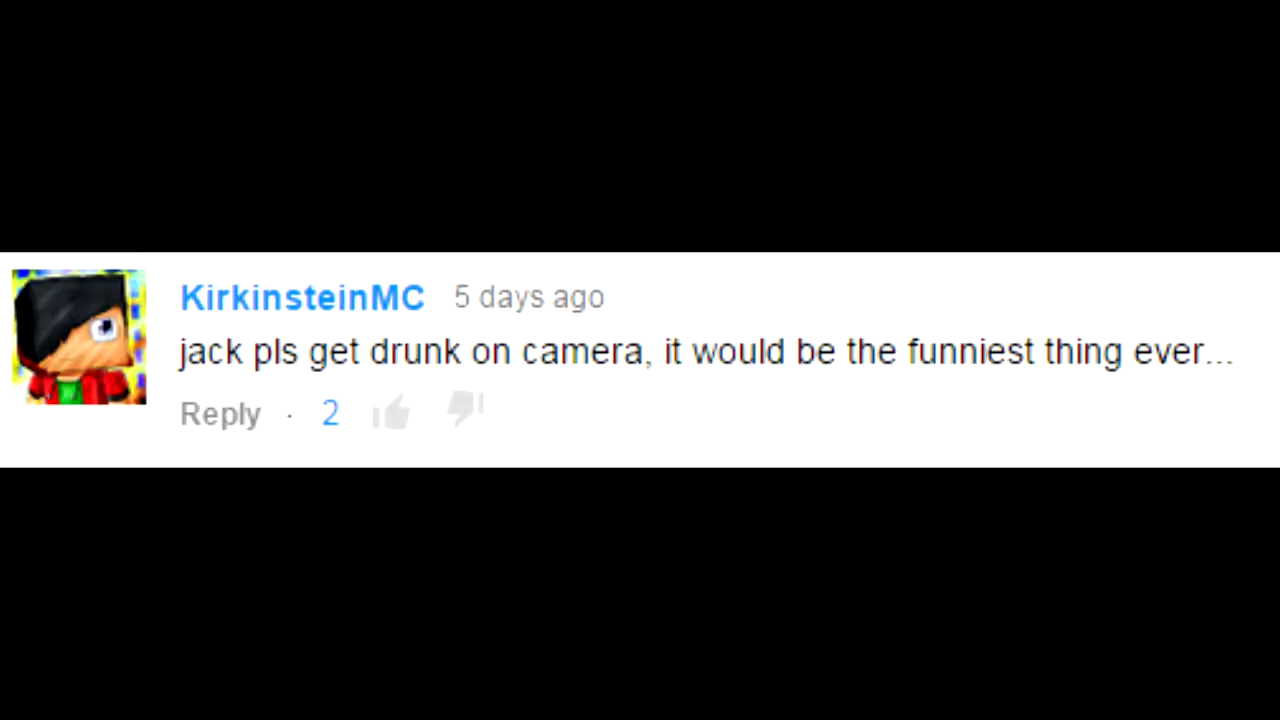 KirkinsteinMC 5 days ago
jack pls get drunk on camera, it would be the funniest thing ever...
Reply · 2